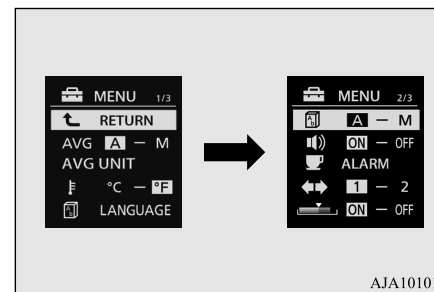 MENU 1/3
RETURN
AVG A – M
AVG UNIT
°C – °F
LANGUAGE
MENU 2/3
A – M
ON – OFF
ALARM
1 – 2
ON – OFF
AJA1010